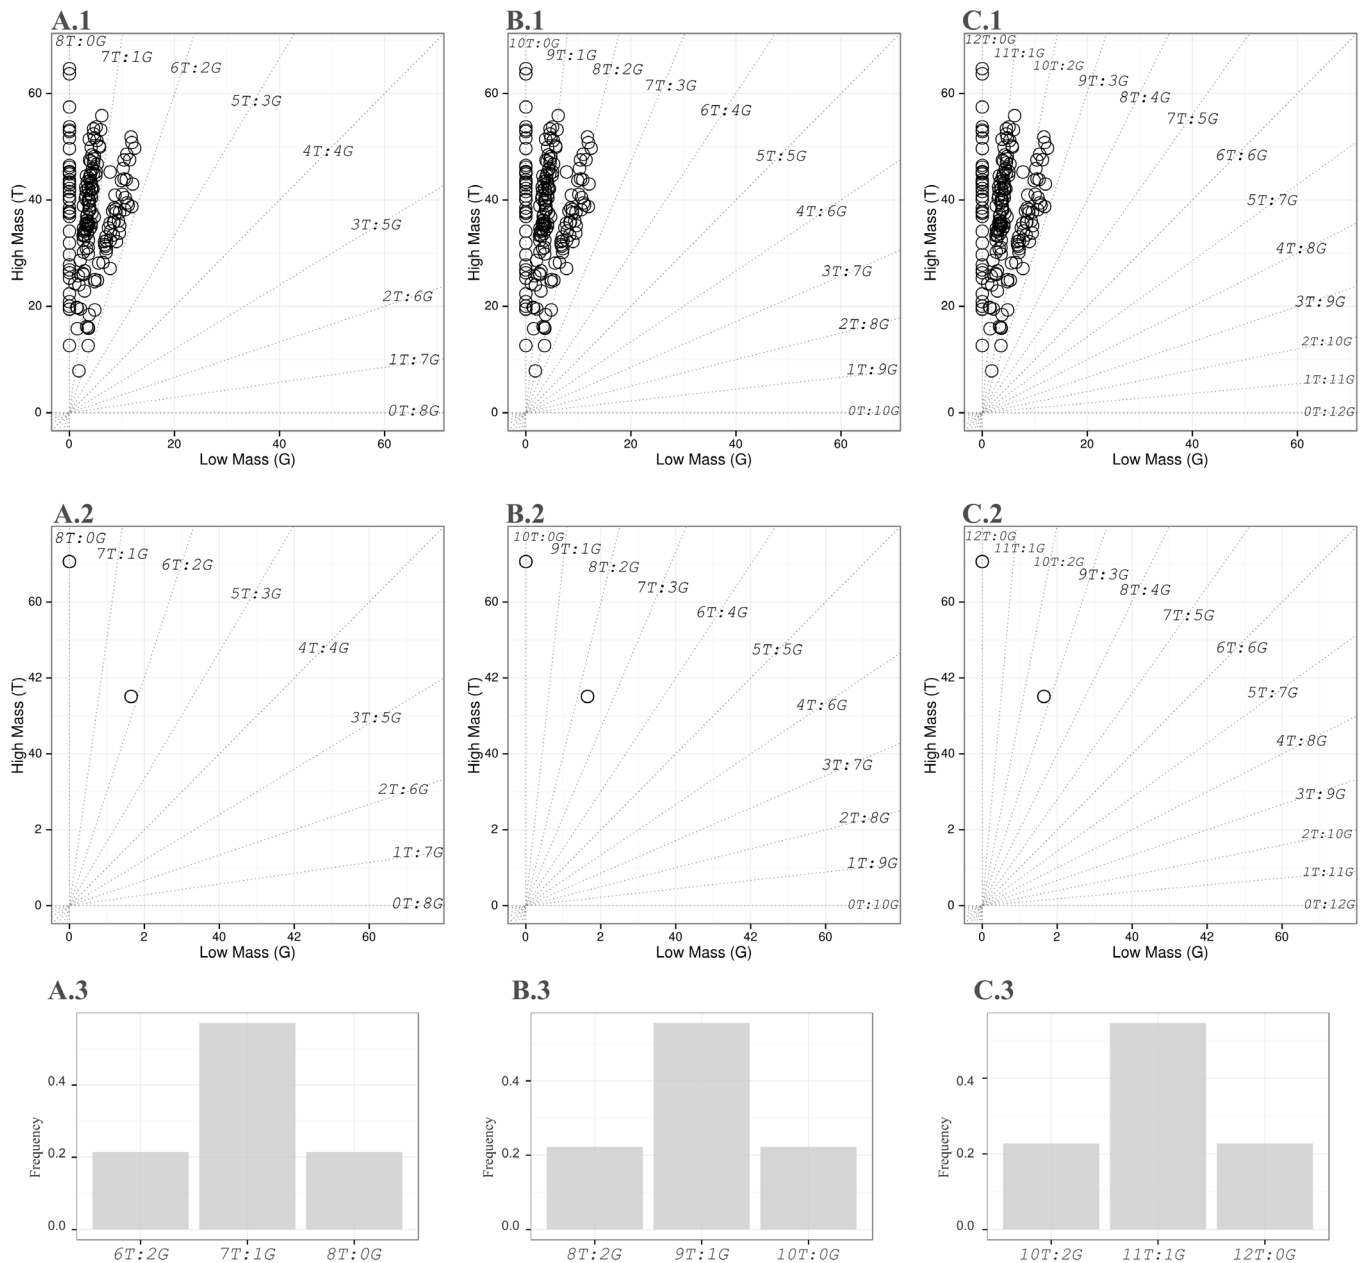 A.1
8T:0G
7T:1G
6T:2G
5T:3G
4T:4G
3T:5G
2T:6G
1T:7G
0T:8G
High Mass (T)
60
40
20
0
0 20 40 60
Low Mass (G)
B.1
10T:0G
9T:1G
8T:2G
7T:3G
6T:4G
5T:5G
4T:6G
3T:7G
2T:8G
1T:9G
0T:10G
High Mass (T)
60
40
20
0
0 20 40 60
Low Mass (G)
C.1
12T:0G
11T:1G
10T:2G
9T:3G
8T:4G
7T:5G
6T:6G
5T:7G
4T:8G
3T:9G
2T:10G
1T:11G
0T:12G
High Mass (T)
60
40
20
0
0 20 40 60
Low Mass (G)
A.2
8T:0G
7T:1G
6T:2G
5T:3G
4T:4G
3T:5G
2T:6G
1T:7G
0T:8G
High Mass (T)
60
42
40
2
0
0 2 40 42 60
Low Mass (G)
B.2
10T:0G
9T:1G
8T:2G
7T:3G
6T:4G
5T:5G
4T:6G
3T:7G
2T:8G
1T:9G
0T:10G
High Mass (T)
60
42
40
2
0
0 2 40 42 60
Low Mass (G)
C.2
12T:0G
11T:1G
10T:2G
9T:3G
8T:4G
7T:5G
6T:6G
5T:7G
4T:8G
3T:9G
2T:10G
1T:11G
0T:12G
High Mass (T)
60
42
40
2
0
0 2 40 42 60
Low Mass (G)
A.3
Frequency
0.4
0.2
0.0
6T:2G 7T:1G 8T:0G
B.3
Frequency
0.4
0.2
0.0
8T:2G 9T:1G 10T:0G
C.3
Frequency
0.4
0.2
0.0
10T:2G 11T:1G 12T:0G